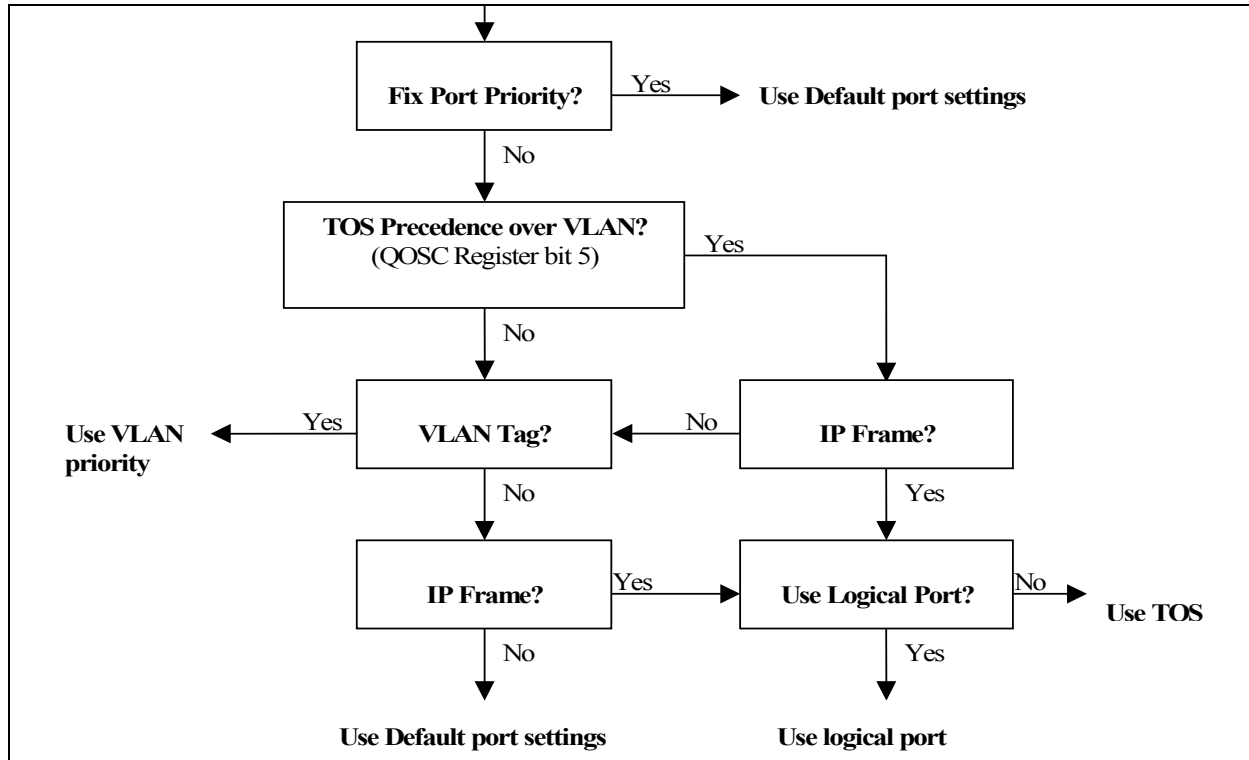 Fix Port Priority?
Yes
Use Default port settings
No
TOS Precedence over VLAN?
(QOSC Register bit 5)
Yes
No
Use VLAN
priority
Yes
VLAN Tag?
No
IP Frame?
No
Yes
IP Frame?
Yes
Use Logical Port?
No
Use TOS
No
Yes
Use Default port settings
Use logical port